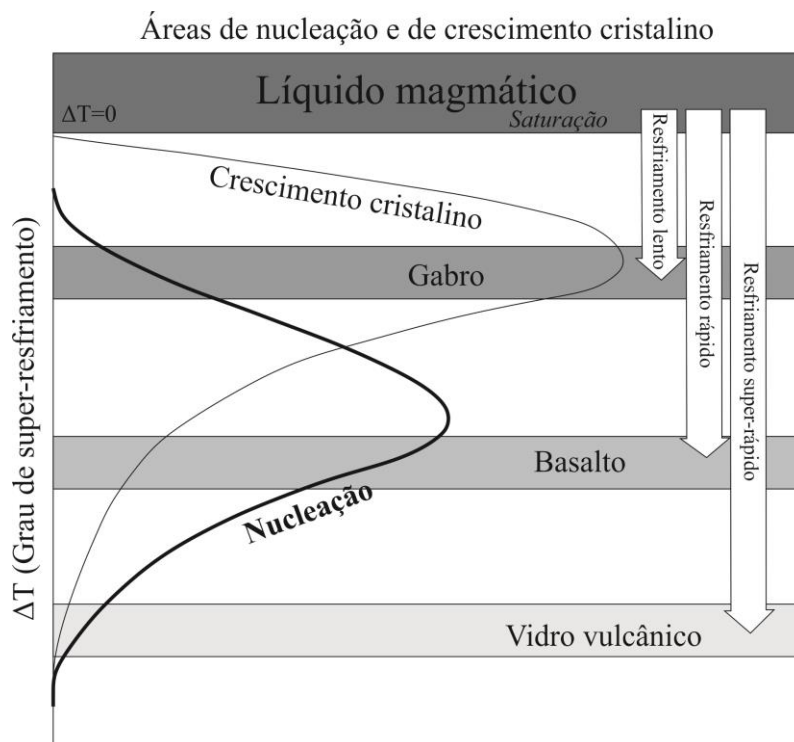 Áreas de nucleação e de crescimento cristalino
Líquido magmático
ΔT=0
Saturação
Crescimento cristalino
Resfriamento lento
Resfriamento rápido
Resfriamento super-rápido
Gabro
Basalto
Nucleação
Vidro vulcânico
ΔT (Grau de super-resfriamento)